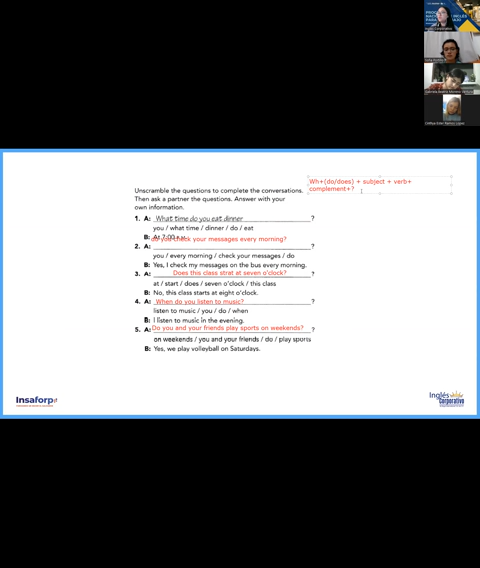 Wh+(do/does) + subject + verb+
complement+?
Unscramble the questions to complete the conversations.
Then ask a partner the questions. Answer with your
own information.
1. A: What time do you eat dinner ?
you / what time / dinner / do / eat
B: At 7:00 p.m.
do you check your messages every morning?
2. A: ?
you / every morning / check your messages / do
B: Yes, I check my messages on the bus every morning.
3. A: Does this class strat at seven o'clock? ?
at / start / does / seven o'clock / this class
B: No, this class starts at eight o'clock.
4. A: When do you listen to music? ?
listen to music / you / do / when
B: I listen to music in the evening.
5. A: Do you and your friends play sports on weekends? ?
on weekends / you and your friends / do / play sports
B: Yes, we play volleyball on Saturdays.
Insaforp
Inglés
Corporativo